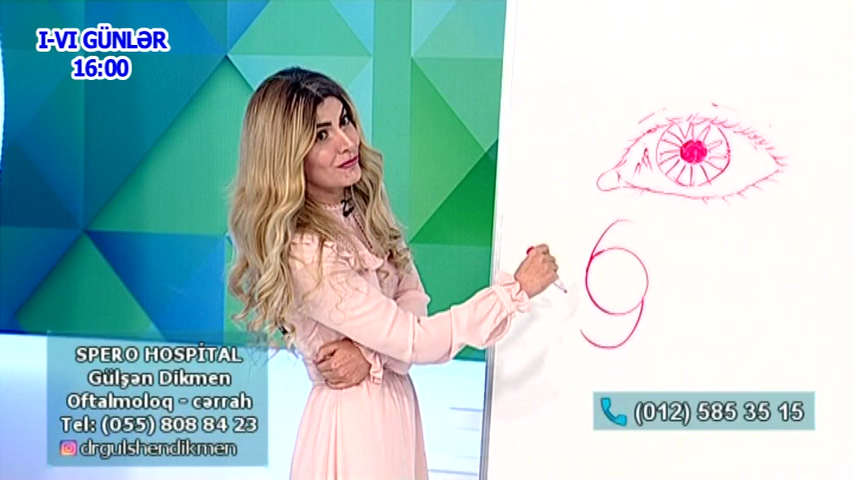 I-VI GÜNLƏR
16:00
SPERO HOSPİTAL
Gülşən Dikmen
Oftalmoloq - cərrah
Tel: (055) 808 84 23
drgulshendikmen
(012) 585 35 15